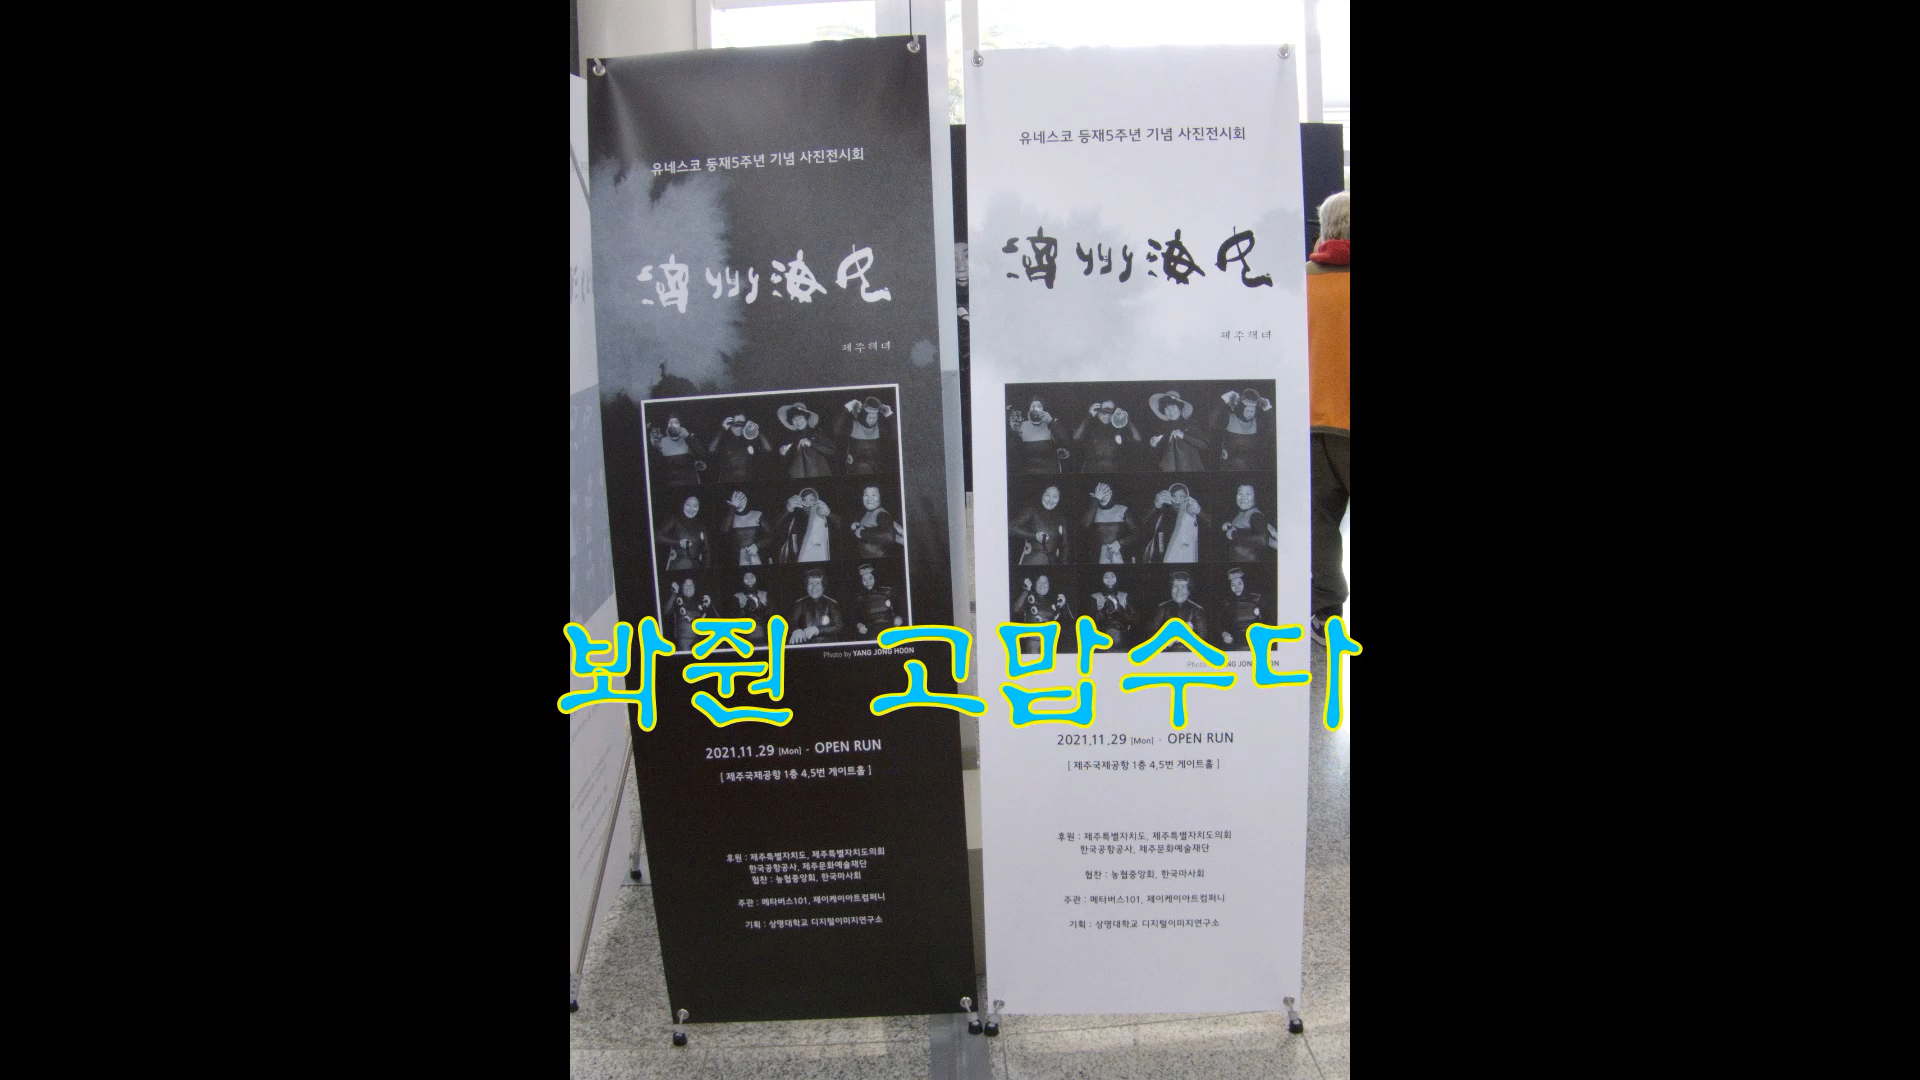 유네스코 등재5주년 기념 사진전시회
濟州海女
제주해녀
Photo by YANG JONG HOON
2021.11.29 [Mon] - OPEN RUN
[ 제주국제공항 1층 4,5번 게이트홀 ]
후원 : 제주특별자치도, 제주특별자치도의회
한국공항공사, 제주문화예술재단
협찬 : 농협중앙회, 한국마사회
주관 : 메타버스101, 제이케이아트컴퍼니
기획 : 상명대학교 디지털이미지연구소
유네스코 등재5주년 기념 사진전시회
濟州海女
제주해녀
봐줜 고맙수다
2021.11.29 [Mon] - OPEN RUN
[ 제주국제공항 1층 4,5번 게이트홀 ]
후원 : 제주특별자치도, 제주특별자치도의회
한국공항공사, 제주문화예술재단
협찬 : 농협중앙회, 한국마사회
주관 : 메타버스101, 제이케이아트컴퍼니
기획 : 상명대학교 디지털이미지연구소